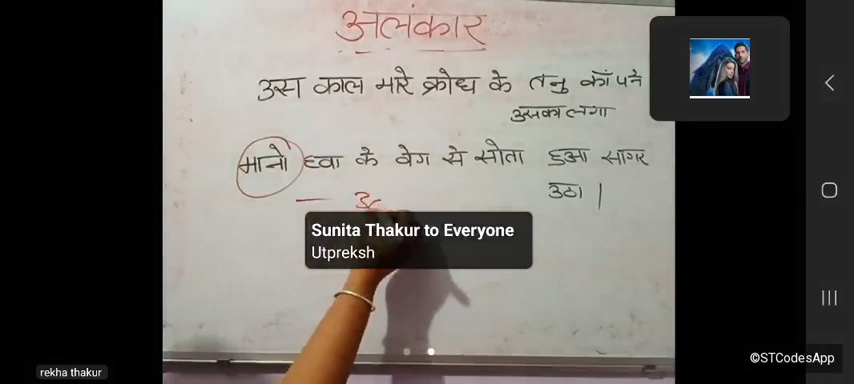 अलंकार
उस काल मारे क्रोध के तनु काँपने
उसका लगा
मानो हवा के वेग से सोता हुआ सागर
उठा |
— उ
Sunita Thakur to Everyone
Utpreksh
rekha thakur
©STCodesApp